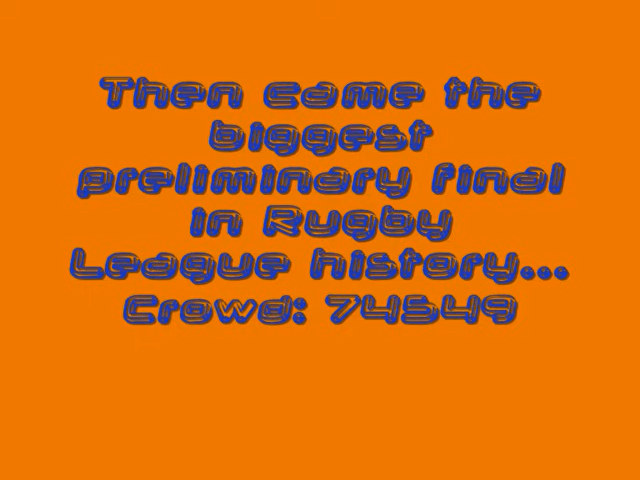 Then came the
biggest
preliminary final
in Rugby
League history...
Crowd: 74549